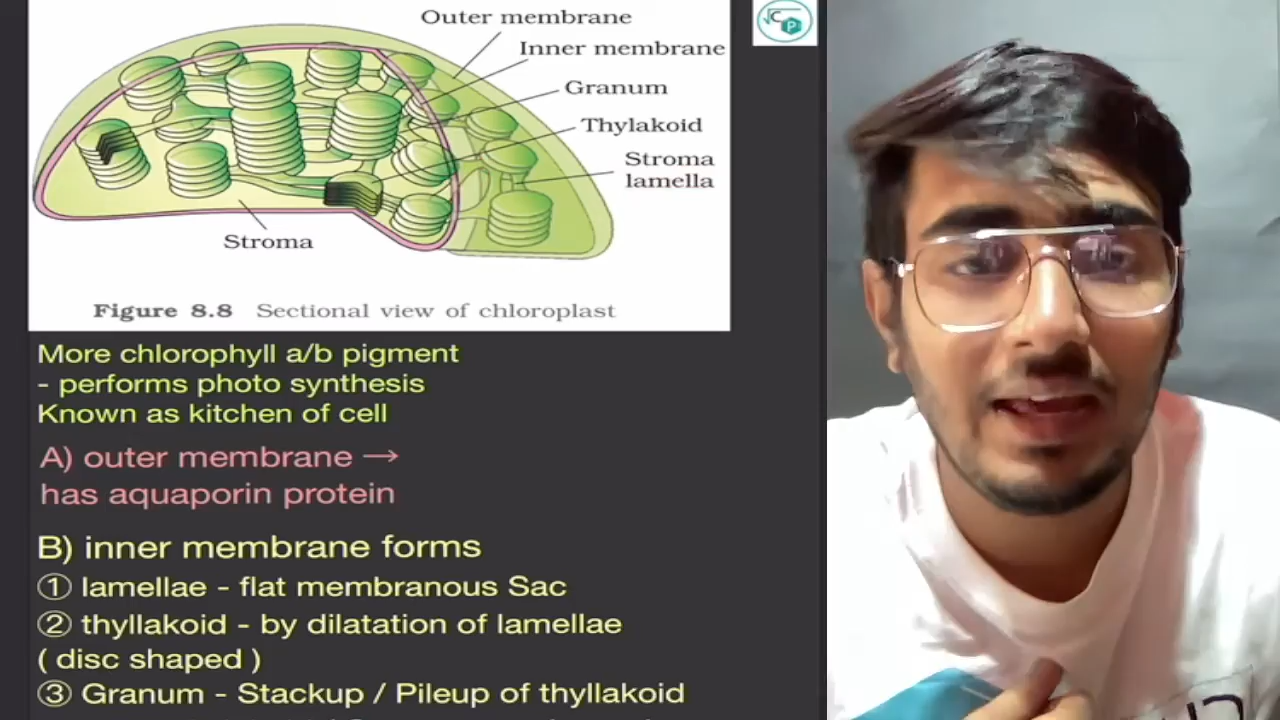 Outer membrane
Inner membrane
Granum
Thylakoid
Stroma
lamella
Stroma
Figure 8.8 Sectional view of chloroplast
More chlorophyll a/b pigment
- performs photo synthesis
Known as kitchen of cell
A) outer membrane →
has aquaporin protein
B) inner membrane forms
① lamellae - flat membranous Sac
② thyllakoid - by dilatation of lamellae
( disc shaped )
③ Granum - Stackup / Pileup of thyllakoid